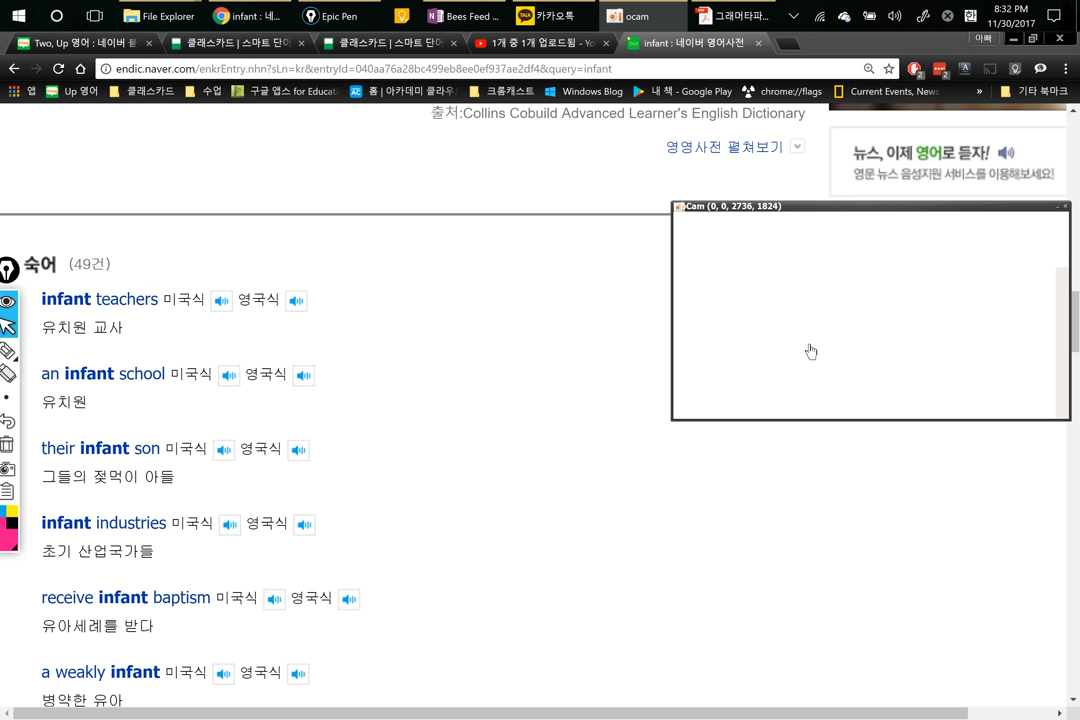 File Explorer
infant : 네...
Epic Pen
Bees Feed ...
카카오톡
ocam
그래머타파...
8:32 PM
11/30/2017
한
Two, Up 영어 : 네이버 블
클래스카드 | 스마트 단어
클래스카드 | 스마트 단어
1개 중 1개 업로드됨 - Yo
infant : 네이버 영어사전
아빠
endic.naver.com/enkrEntry.nhn?sLn=kr&entryId=040aa76a28bc499eb8ee0ef937ae2df4&query=infant
앱
Up 영어
클래스카드
수업
구글 앱스 for Educati
홈 | 아카데미 클라우
크롬캐스트
Windows Blog
내 책 - Google Play
chrome://flags
Current Events, News
»
기타 북마크
출처:Collins Cobuild Advanced Learner's English Dictionary
영영사전 펼쳐보기
뉴스, 이제 영어로 듣자!
영문 뉴스 음성지원 서비스를 이용해보세요!
Cam (0, 0, 2736, 1824)
숙어 (49건)
infant teachers 미국식 영국식
유치원 교사
an infant school 미국식 영국식
유치원
their infant son 미국식 영국식
그들의 젖먹이 아들
infant industries 미국식 영국식
초기 산업국가들
receive infant baptism 미국식 영국식
유아세례를 받다
a weakly infant 미국식 영국식
병약한 유아